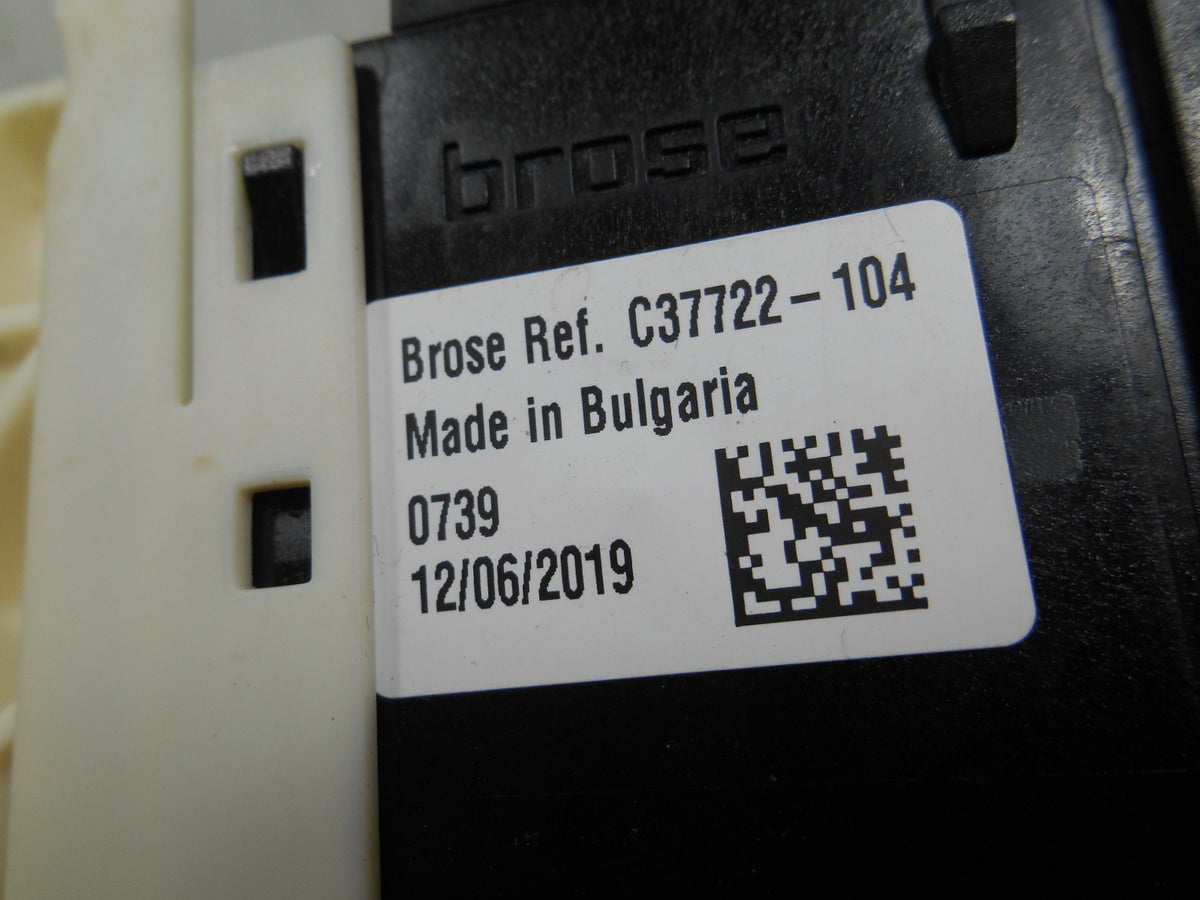 brose
Brose Ref. C37722-104
Made in Bulgaria
0739
12/06/2019